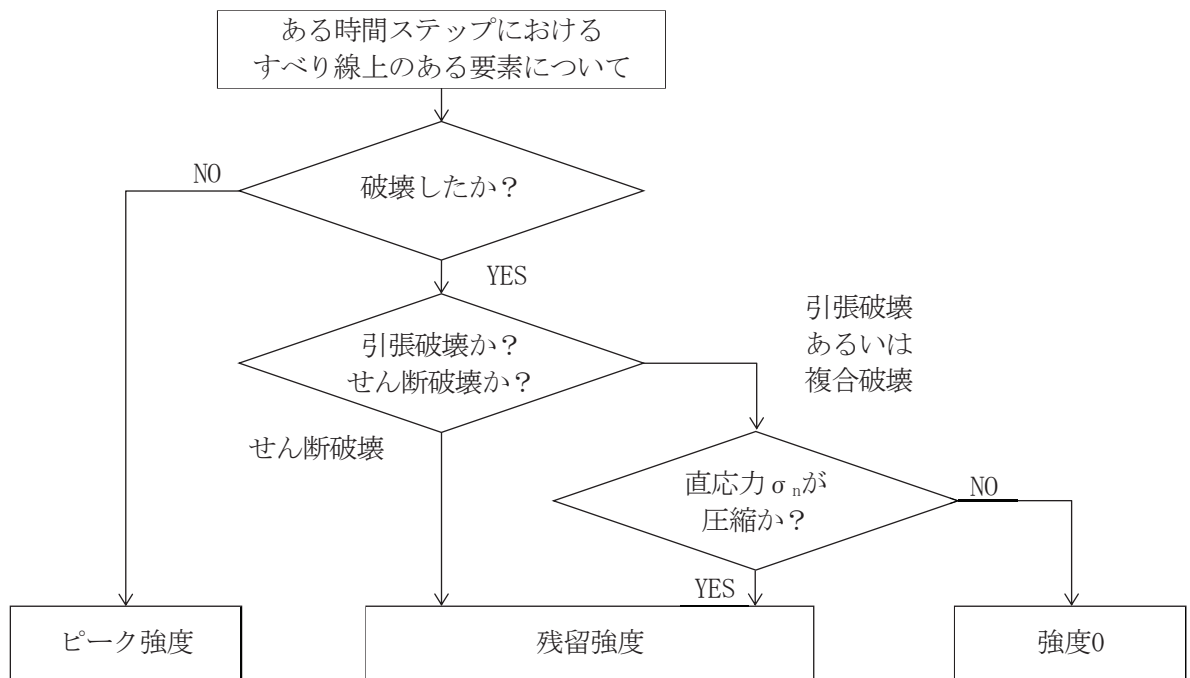 ある時間ステップにおける
すべり線上のある要素について
NO
破壊したか？
YES
引張破壊か？
せん断破壊か？
引張破壊
あるいは
複合破壊
せん断破壊
直応力σnが
圧縮か？
NO
YES
ピーク強度
残留強度
強度0